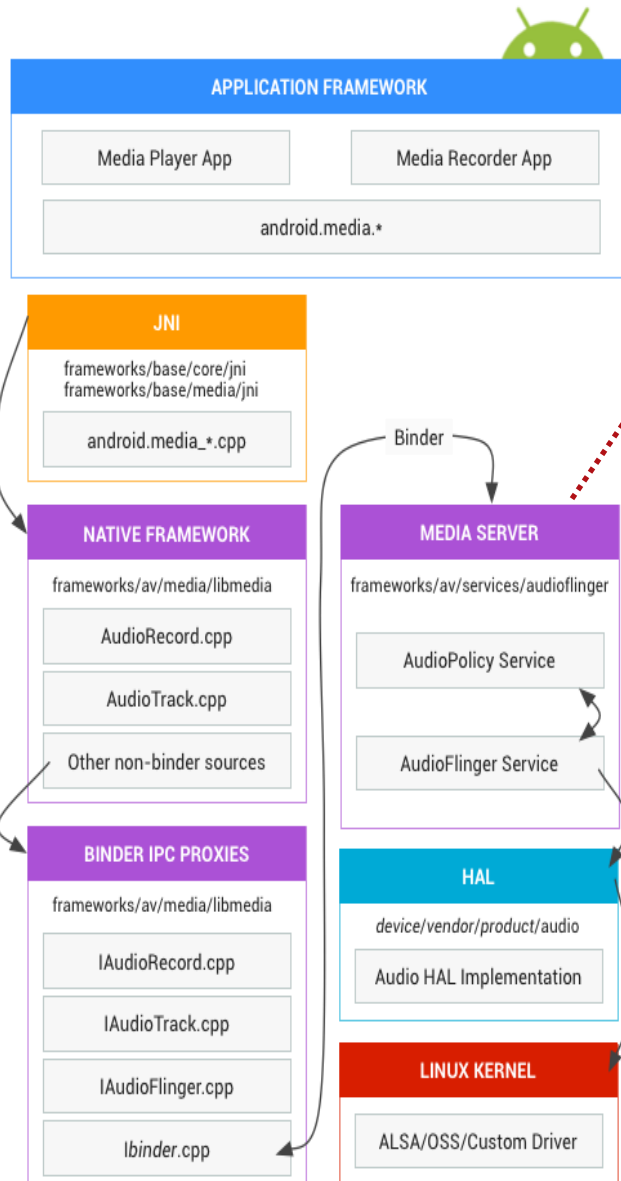 APPLICATION FRAMEWORK
Media Player App
Media Recorder App
android.media.*
JNI
frameworks/base/core/jni
frameworks/base/media/jni
android.media_*.cpp
Binder
NATIVE FRAMEWORK
frameworks/av/media/libmedia
AudioRecord.cpp
AudioTrack.cpp
Other non-binder sources
MEDIA SERVER
frameworks/av/services/audioflinger
AudioPolicy Service
AudioFlinger Service
BINDER IPC PROXIES
frameworks/av/media/libmedia
IAudioRecord.cpp
IAudioTrack.cpp
IAudioFlinger.cpp
Ibinder.cpp
HAL
device/vendor/product/audio
Audio HAL Implementation
LINUX KERNEL
ALSA/OSS/Custom Driver